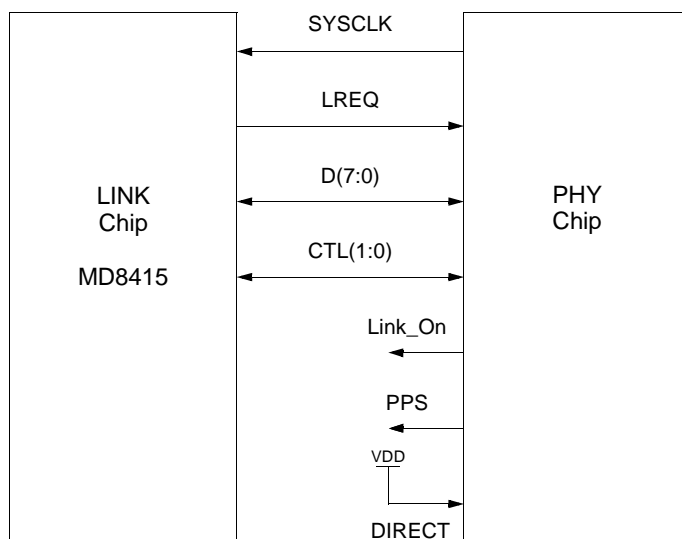 SYSCLK
LREQ
D(7:0)
LINK
Chip
MD8415
PHY
Chip
CTL(1:0)
Link_On
PPS
VDD
DIRECT